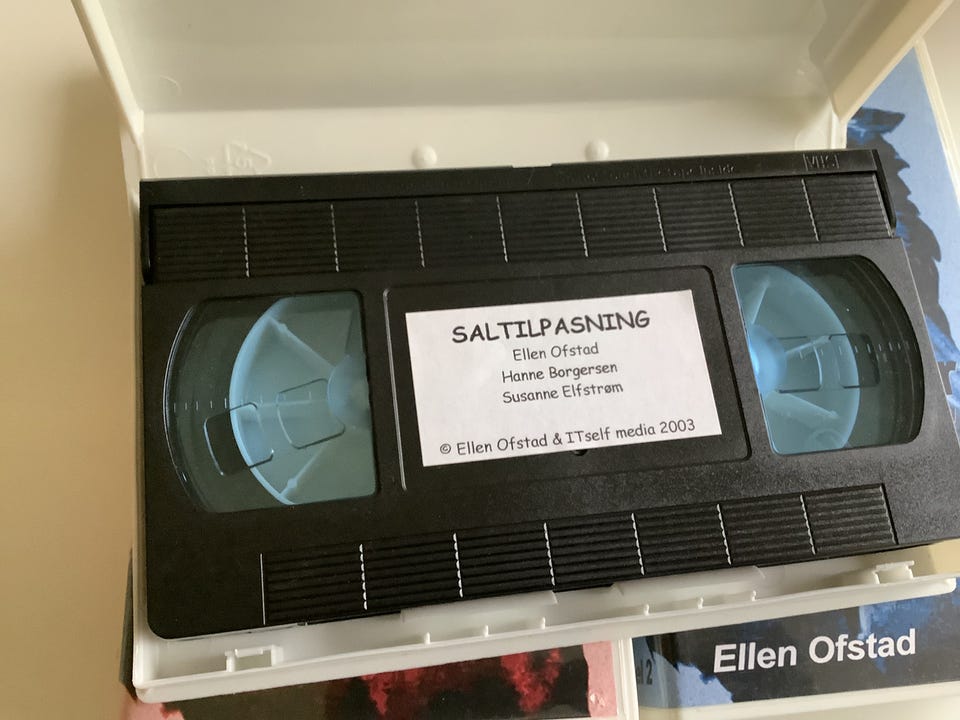 VHS
SALTILPASNING
Ellen Ofstad
Hanne Borgersen
Susanne Elfstrøm
© Ellen Ofstad & ITself media 2003
Ellen Ofstad